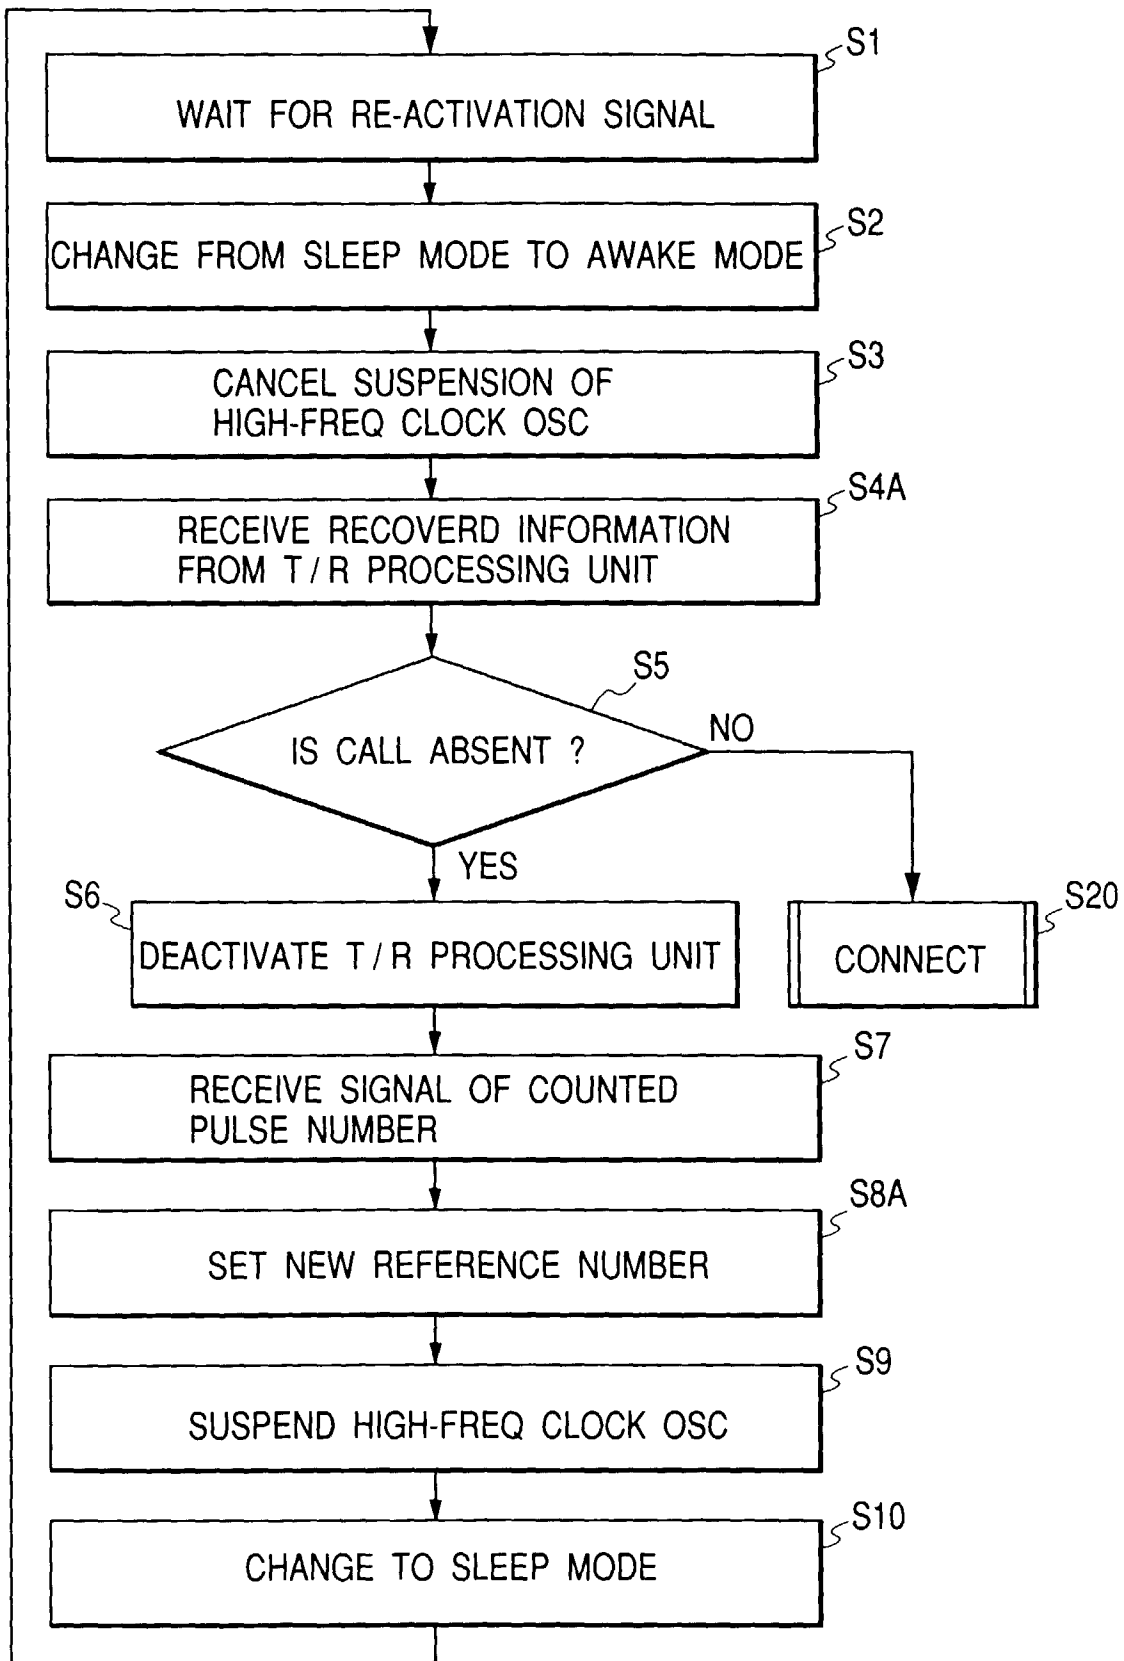 S1
WAIT FOR RE-ACTIVATION SIGNAL
S2
CHANGE FROM SLEEP MODE TO AWAKE MODE
S3
CANCEL SUSPENSION OF
HIGH-FREQ CLOCK OSC
S4A
RECEIVE RECOVERD INFORMATION
FROM T/R PROCESSING UNIT
S5
IS CALL ABSENT ?
NO
YES
S6
DEACTIVATE T/R PROCESSING UNIT
S20
CONNECT
S7
RECEIVE SIGNAL OF COUNTED
PULSE NUMBER
S8A
SET NEW REFERENCE NUMBER
S9
SUSPEND HIGH-FREQ CLOCK OSC
S10
CHANGE TO SLEEP MODE